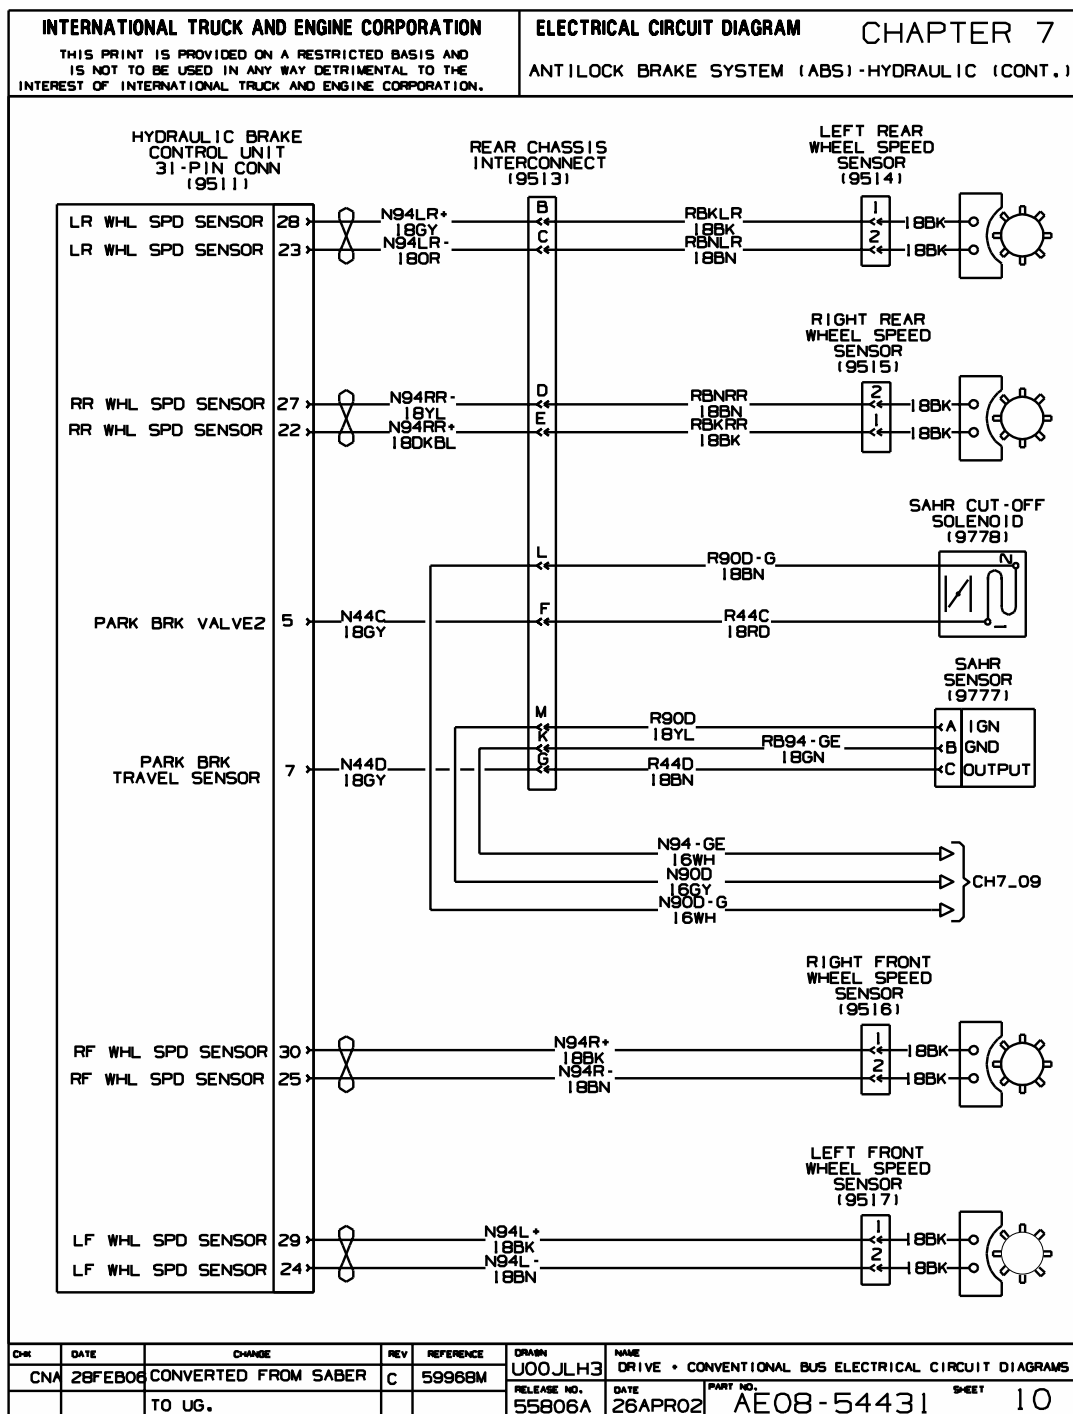 INTERNATIONAL TRUCK AND ENGINE CORPORATION
THIS PRINT IS PROVIDED ON A RESTRICTED BASIS AND
IS NOT TO BE USED IN ANY WAY DETRIMENTAL TO THE
INTEREST OF INTERNATIONAL TRUCK AND ENGINE CORPORATION.
ELECTRICAL CIRCUIT DIAGRAM
CHAPTER 7
ANTILOCK BRAKE SYSTEM (ABS)-HYDRAULIC (CONT.)
HYDRAULIC BRAKE
CONTROL UNIT
31-PIN CONN
(9511)
REAR CHASSIS
INTERCONNECT
(9513)
LEFT REAR
WHEEL SPEED
SENSOR
(9514)
LR WHL SPD SENSOR 28
N94LR+
18GY
B
RBKLR
18BK
1
18BK
LR WHL SPD SENSOR 23
N94LR-
18OR
C
RBNLR
18BN
2
18BK
RIGHT REAR
WHEEL SPEED
SENSOR
(9515)
RR WHL SPD SENSOR 27
N94RR-
18YL
D
RBNRR
18BN
2
18BK
RR WHL SPD SENSOR 22
N94RR+
18DKBL
E
RBKRR
18BK
1
18BK
SAHR CUT-OFF
SOLENOID
(9778)
L
R90D-G
18BN
2
PARK BRK VALVE2 5
N44C
18GY
F
R44C
18RD
1
SAHR
SENSOR
(9777)
M
R90D
18YL
A IGN
K
RB94-GE
18GN
B GND
PARK BRK
TRAVEL SENSOR 7
N44D
18GY
G
R44D
18BN
C OUTPUT
N94-GE
16WH
N90D
16GY
N90D-G
16WH
CH7_09
RIGHT FRONT
WHEEL SPEED
SENSOR
(9516)
RF WHL SPD SENSOR 30
N94R+
18BK
1
18BK
RF WHL SPD SENSOR 25
N94R-
18BN
2
18BK
LEFT FRONT
WHEEL SPEED
SENSOR
(9517)
LF WHL SPD SENSOR 29
N94L+
18BK
1
18BK
LF WHL SPD SENSOR 24
N94L-
18BN
2
18BK
CHK DATE CHANGE REV REFERENCE
CNA 28FEB06 CONVERTED FROM SABER C 59968M
TO UG.
DRAWN
U00JLH3
NAME
DRIVE + CONVENTIONAL BUS ELECTRICAL CIRCUIT DIAGRAMS
RELEASE NO.
55806A
DATE
26APR02
PART NO.
AE08-54431
SHEET
10